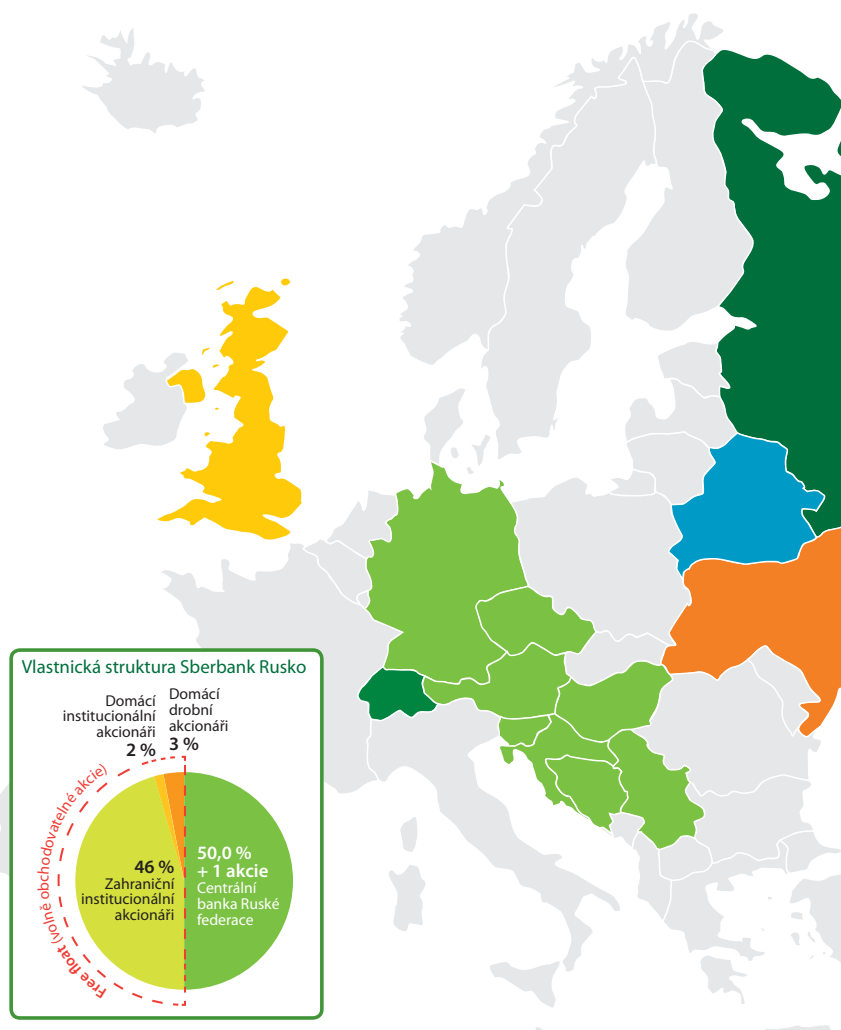 Vlastnická struktura Sberbank Rusko
Domácí
institucionální
akcionáři
2 %
Domácí
drobní
akcionáři
3 %
Free float (volně obchodovatelné akcie)
46 %
Zahraniční
institucionální
akcionáři
50,0 %
+ 1 akcie
Centrální
banka Ruské
federace